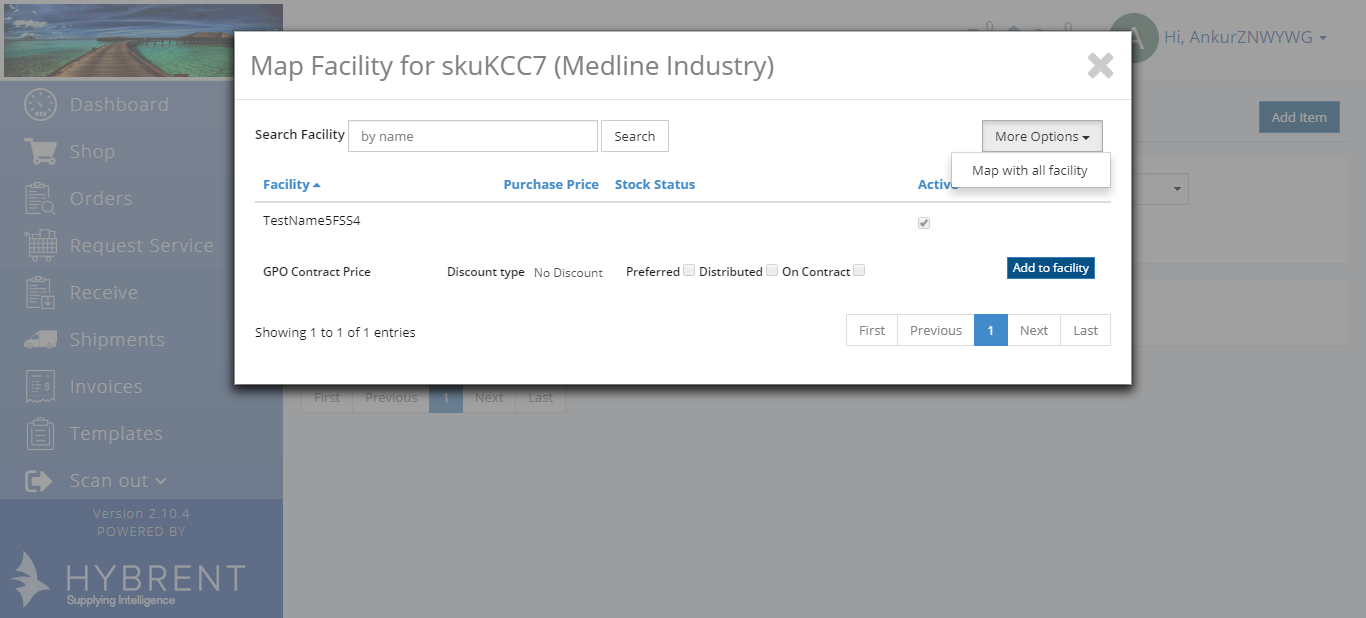 0
0
A
Hi, AnkurZNWYWG
Map Facility for skuKCC7 (Medline Industry)
Dashboard
Shop
Orders
Request Service
Receive
Shipments
Invoices
Templates
Scan out
Version 2.10.4
POWERED BY
HYBRENT
Supplying Intelligence
Add Item
Search Facility by name Search More Options
Map with all facility
Facility Purchase Price Stock Status Active
TestName5FSS4
GPO Contract Price Discount type No Discount Preferred Distributed On Contract Add to facility
Showing 1 to 1 of 1 entries First Previous 1 Next Last
First Previous 1 Next Last